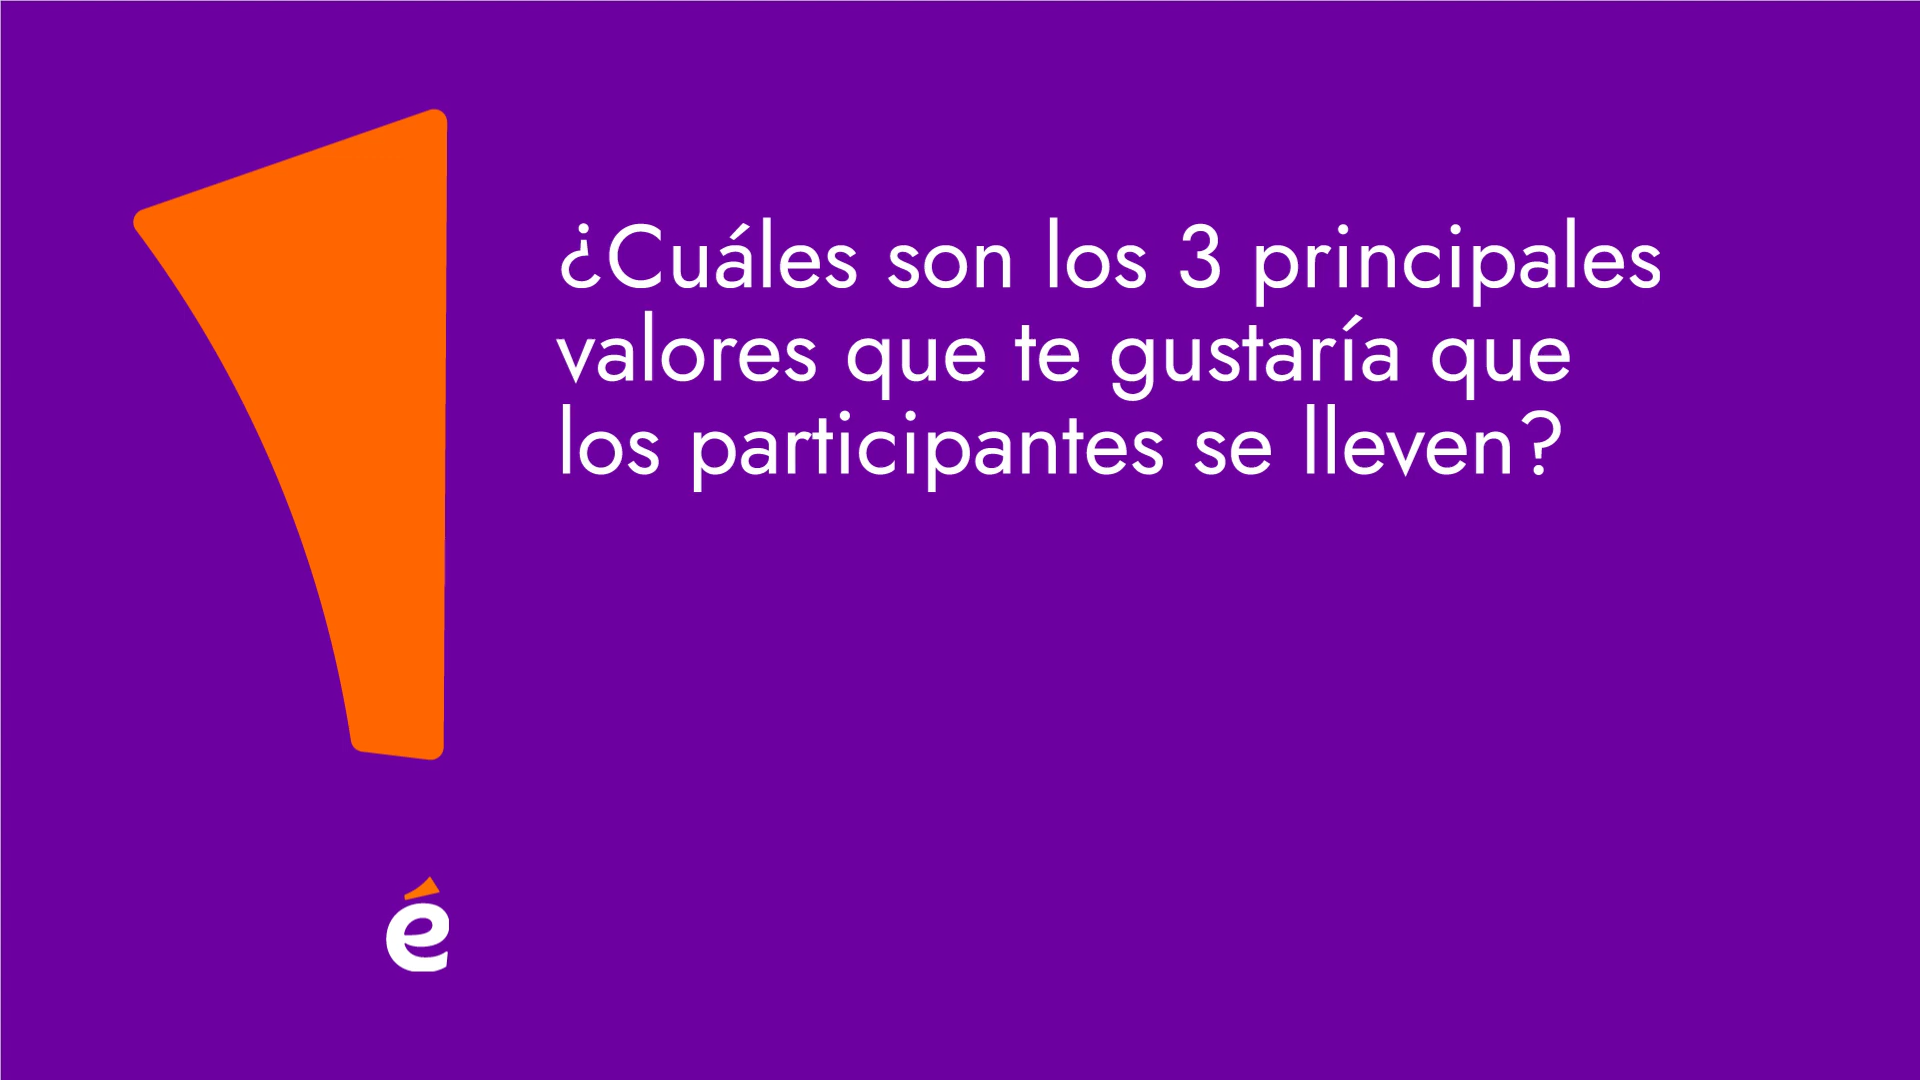 ¿Cuáles son los 3 principales
valores que te gustaría que
los participantes se lleven?
é